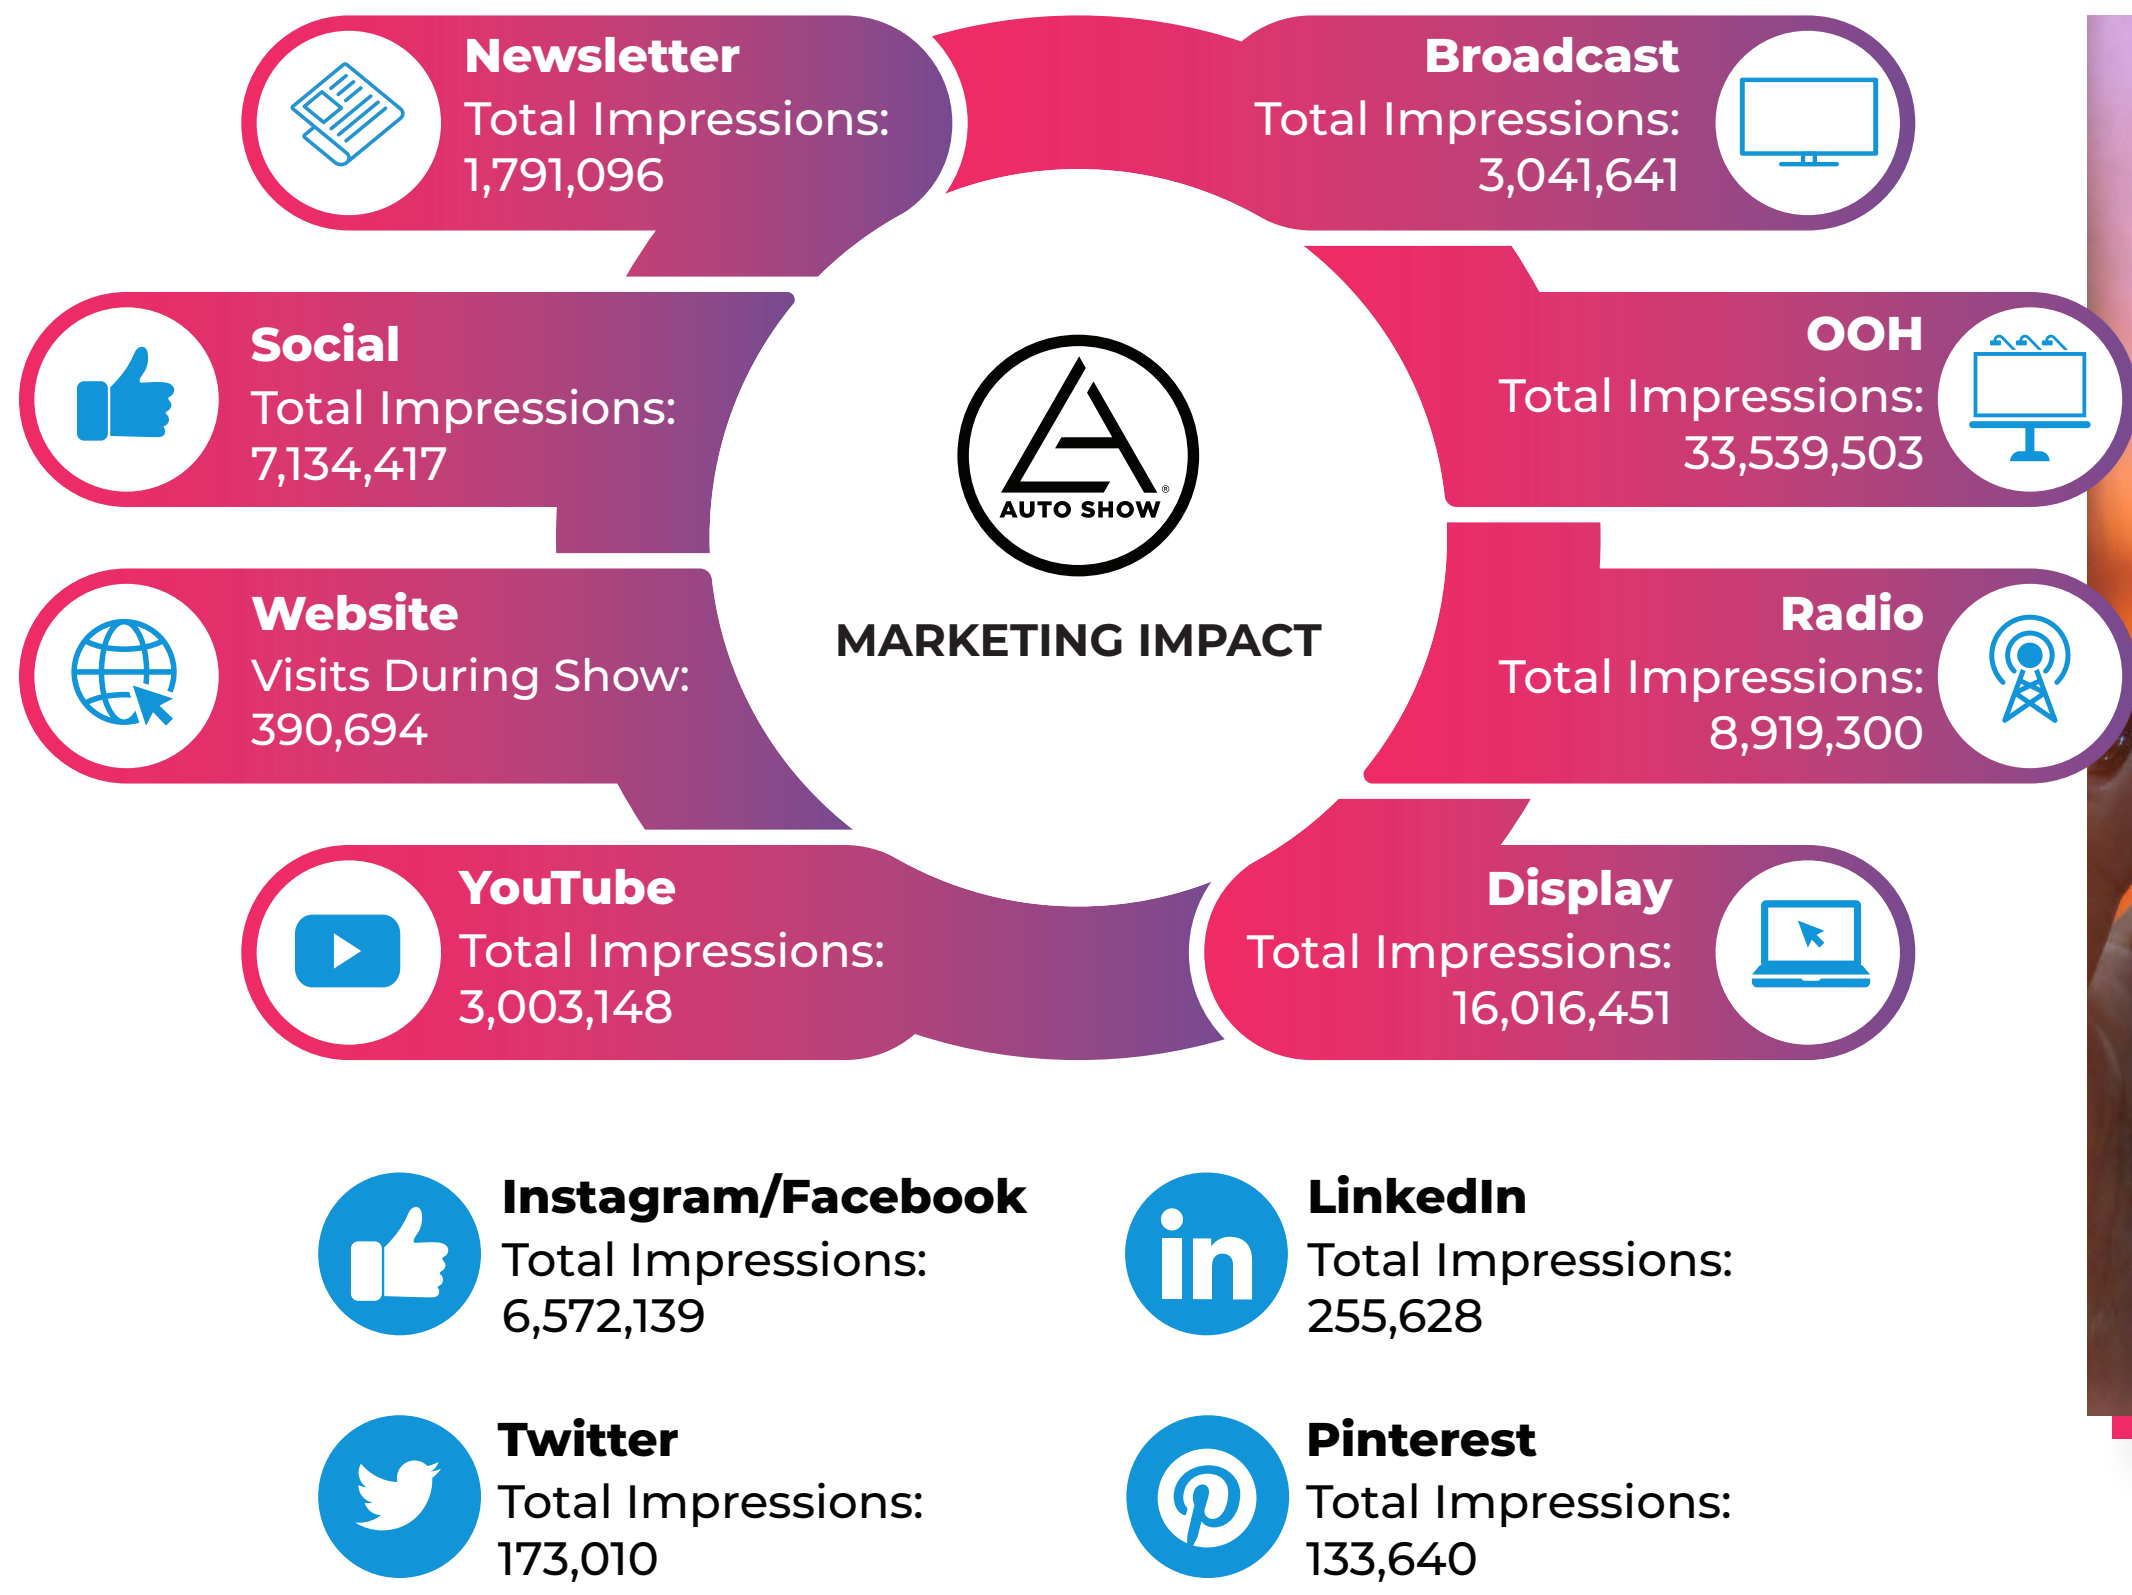 Newsletter
Total Impressions:
1,791,096
Broadcast
Total Impressions:
3,041,641
Social
Total Impressions:
7,134,417
OOH
Total Impressions:
33,539,503
LA
AUTO SHOW®
MARKETING IMPACT
Website
Visits During Show:
390,694
Radio
Total Impressions:
8,919,300
YouTube
Total Impressions:
3,003,148
Display
Total Impressions:
16,016,451
Instagram/Facebook
Total Impressions:
6,572,139
in
LinkedIn
Total Impressions:
255,628
Twitter
Total Impressions:
173,010
Pinterest
Total Impressions:
133,640